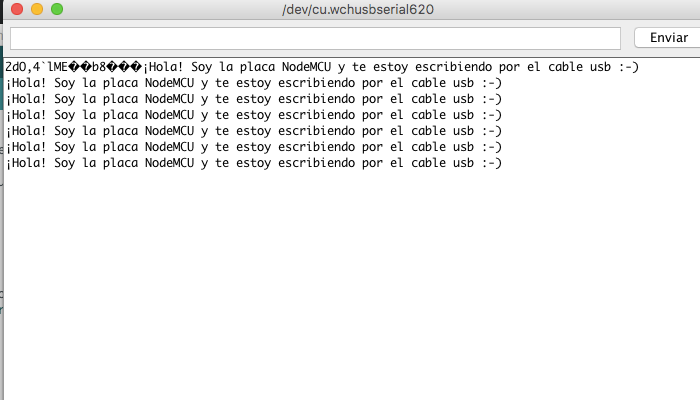 /dev/cu.wchusbserial620
Enviar
2dO,4`lME��b8���¡Hola! Soy la placa NodeMCU y te estoy escribiendo por el cable usb :-)
¡Hola! Soy la placa NodeMCU y te estoy escribiendo por el cable usb :-)
¡Hola! Soy la placa NodeMCU y te estoy escribiendo por el cable usb :-)
¡Hola! Soy la placa NodeMCU y te estoy escribiendo por el cable usb :-)
¡Hola! Soy la placa NodeMCU y te estoy escribiendo por el cable usb :-)
¡Hola! Soy la placa NodeMCU y te estoy escribiendo por el cable usb :-)
¡Hola! Soy la placa NodeMCU y te estoy escribiendo por el cable usb :-)